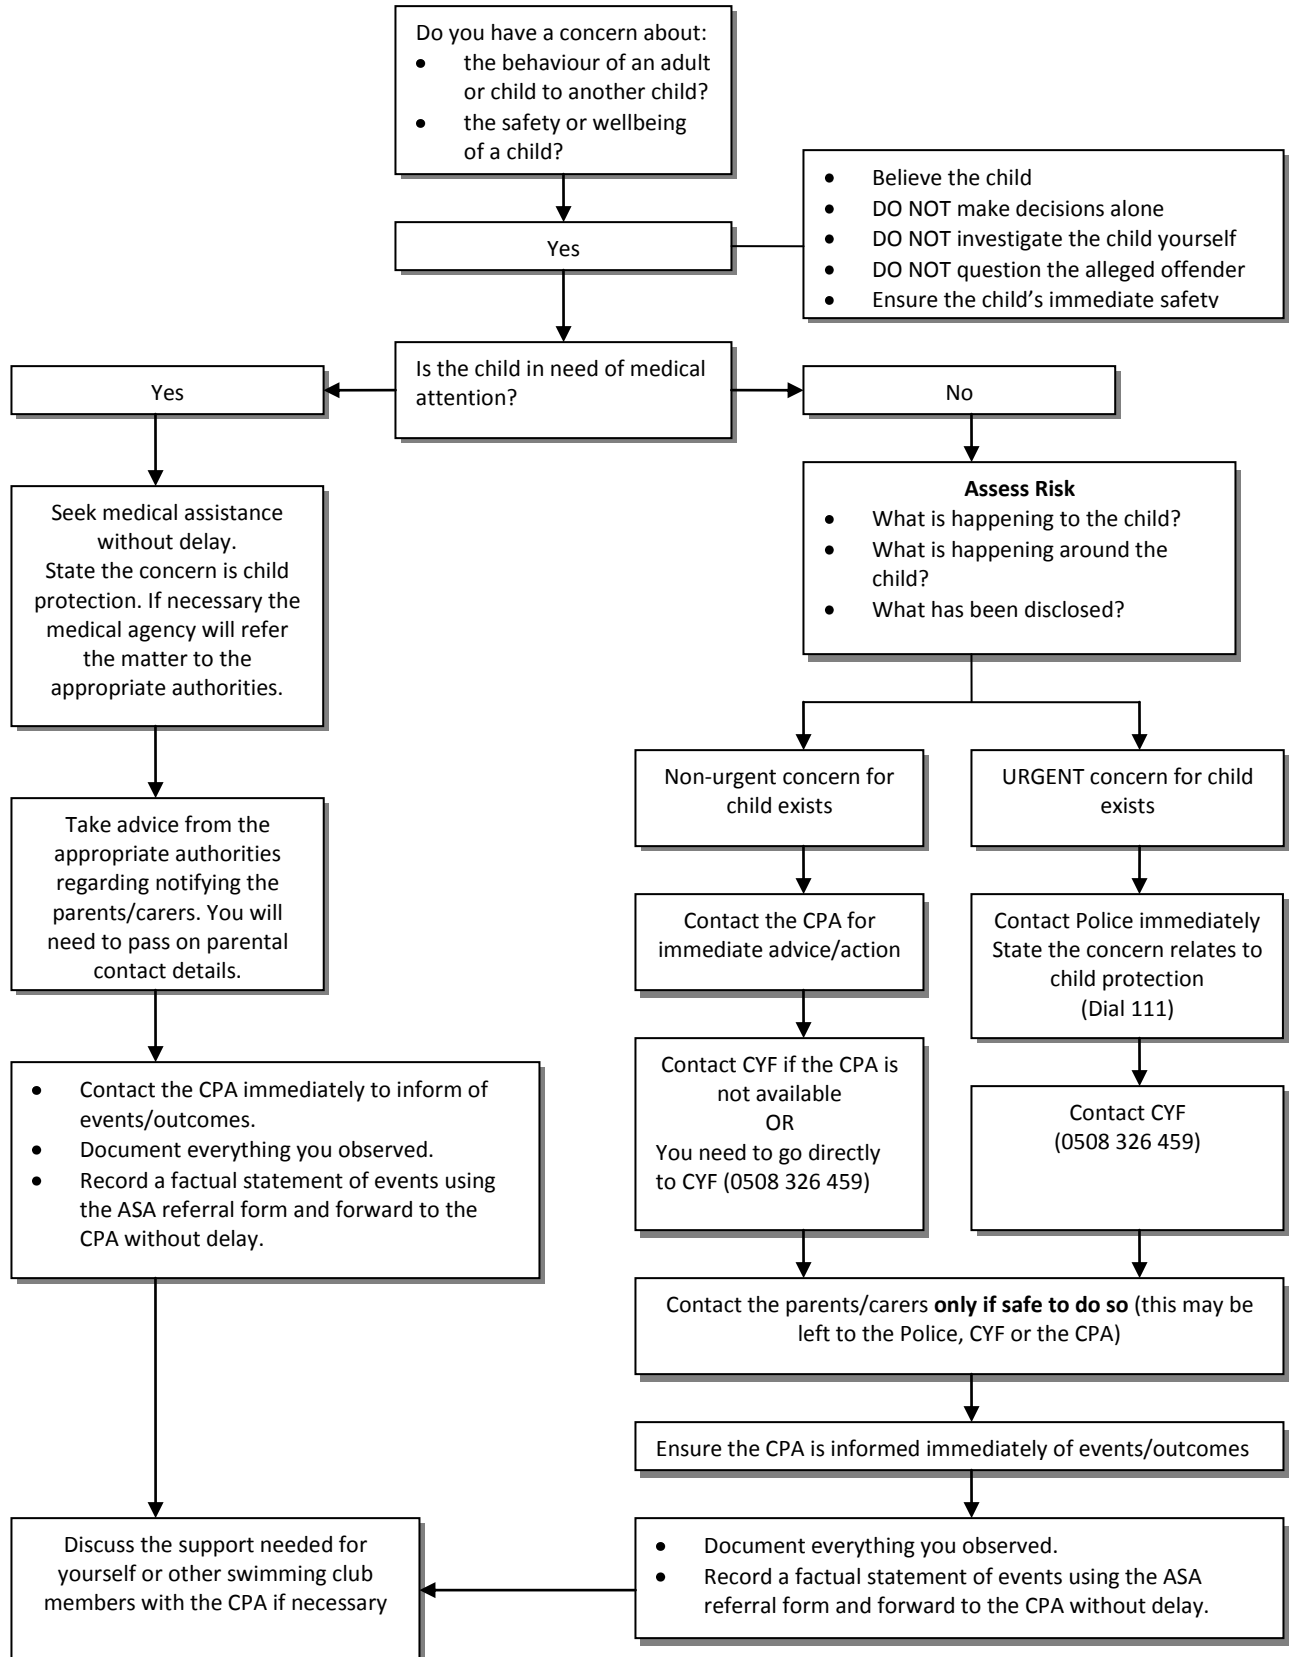 Do you have a concern about:
• the behaviour of an adult
or child to another child?
• the safety or wellbeing
of a child?
• Believe the child
• DO NOT make decisions alone
• DO NOT investigate the child yourself
• DO NOT question the alleged offender
• Ensure the child's immediate safety
Yes
Is the child in need of medical
attention?
Yes
No
Seek medical assistance
without delay.
State the concern is child
protection. If necessary the
medical agency will refer
the matter to the
appropriate authorities.
Assess Risk
• What is happening to the child?
• What is happening around the
child?
• What has been disclosed?
Non-urgent concern for
child exists
URGENT concern for child
exists
Take advice from the
appropriate authorities
regarding notifying the
parents/carers. You will
need to pass on parental
contact details.
Contact the CPA for
immediate advice/action
Contact Police immediately
State the concern relates to
child protection
(Dial 111)
Contact CYF if the CPA is
not available
OR
You need to go directly
to CYF (0508 326 459)
Contact CYF
(0508 326 459)
• Contact the CPA immediately to inform of
events/outcomes.
• Document everything you observed.
• Record a factual statement of events using
the ASA referral form and forward to the
CPA without delay.
Contact the parents/carers only if safe to do so (this may be
left to the Police, CYF or the CPA)
Ensure the CPA is informed immediately of events/outcomes
Discuss the support needed for
yourself or other swimming club
members with the CPA if necessary
• Document everything you observed.
• Record a factual statement of events using the ASA
referral form and forward to the CPA without delay.